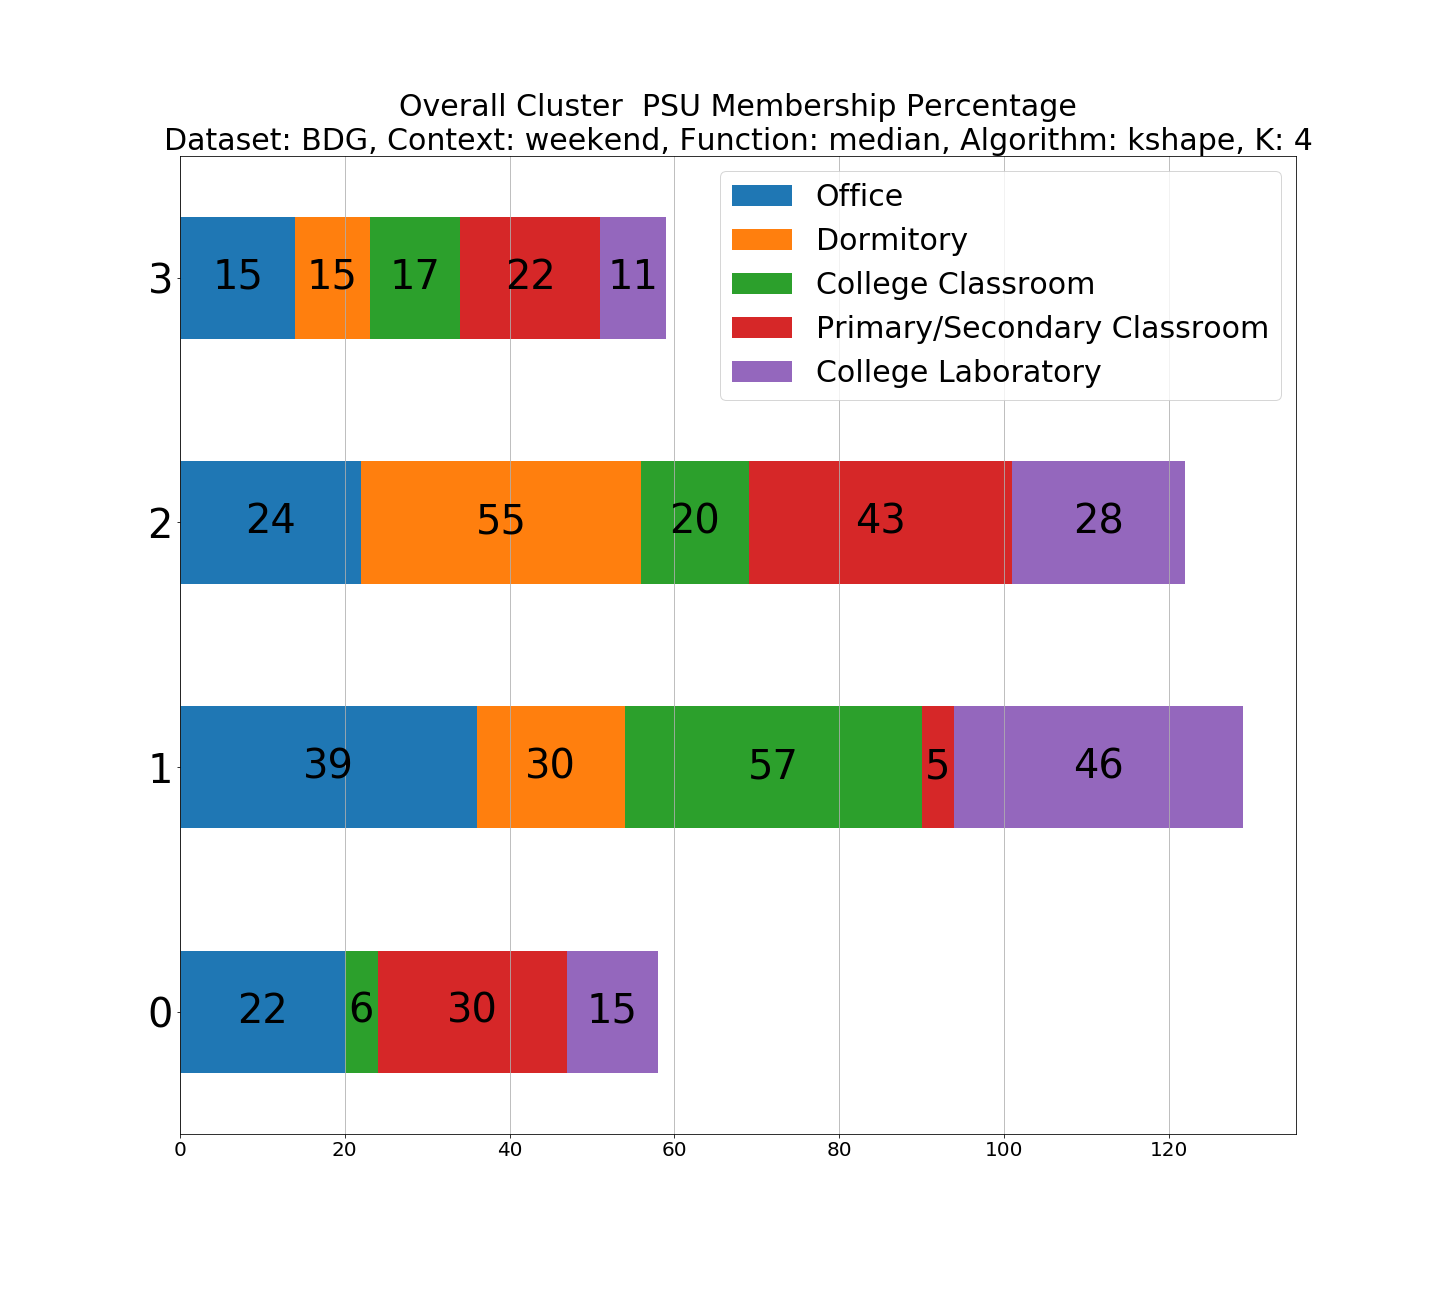 Overall Cluster  PSU Membership Percentage
Dataset: BDG, Context: weekend, Function: median, Algorithm: kshape, K: 4
Office
Dormitory
College Classroom
Primary/Secondary Classroom
College Laboratory
3
15 15 17 22 11
2
24 55 20 43 28
1
39 30 57 5 46
0
22 6 30 15
0 20 40 60 80 100 120